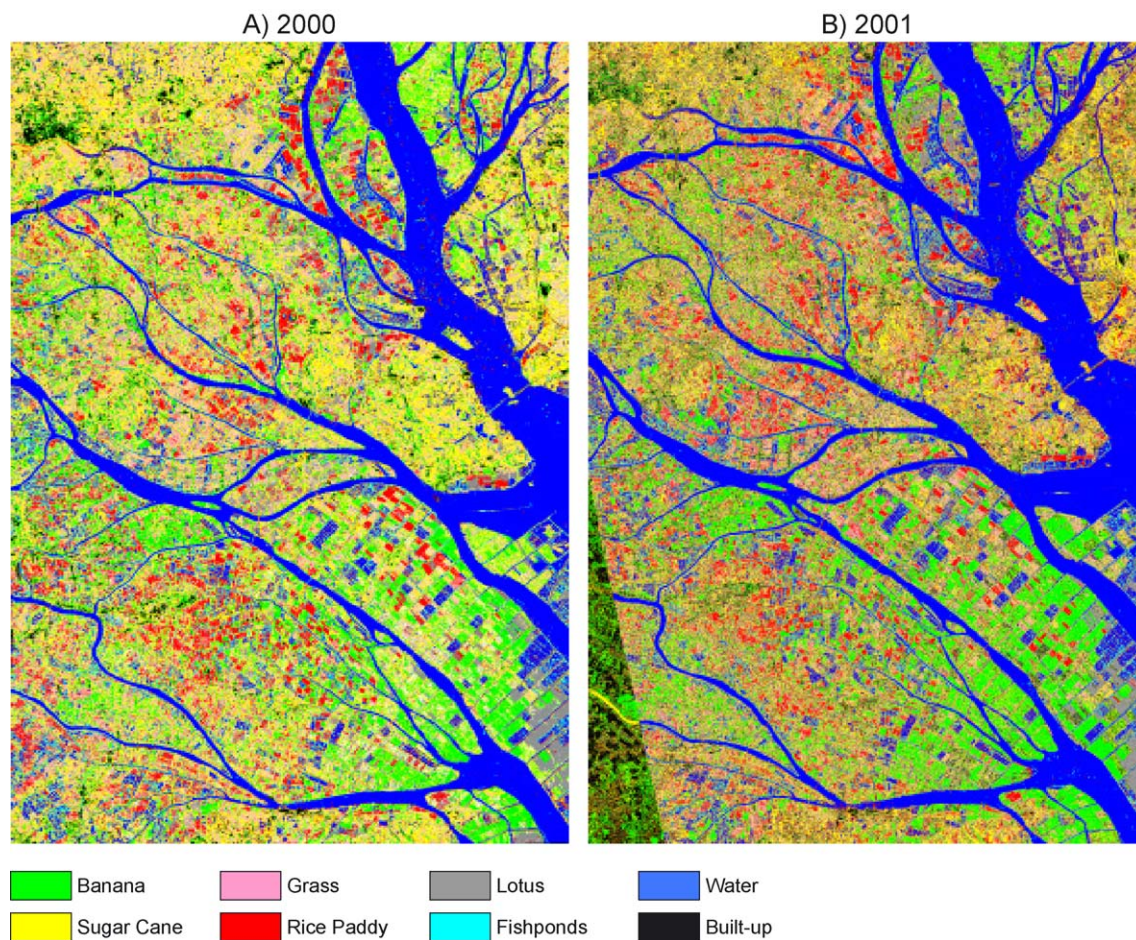 A) 2000
B) 2001
Banana
Grass
Lotus
Water
Sugar Cane
Rice Paddy
Fishponds
Built-up